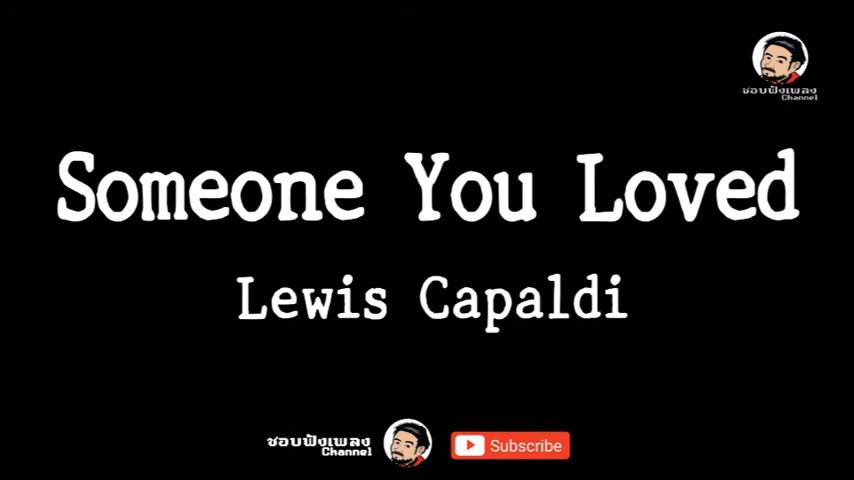 ชอบฟังเพลง
Channel
Someone You Loved
Lewis Capaldi
ชอบฟังเพลง
Channel
Subscribe